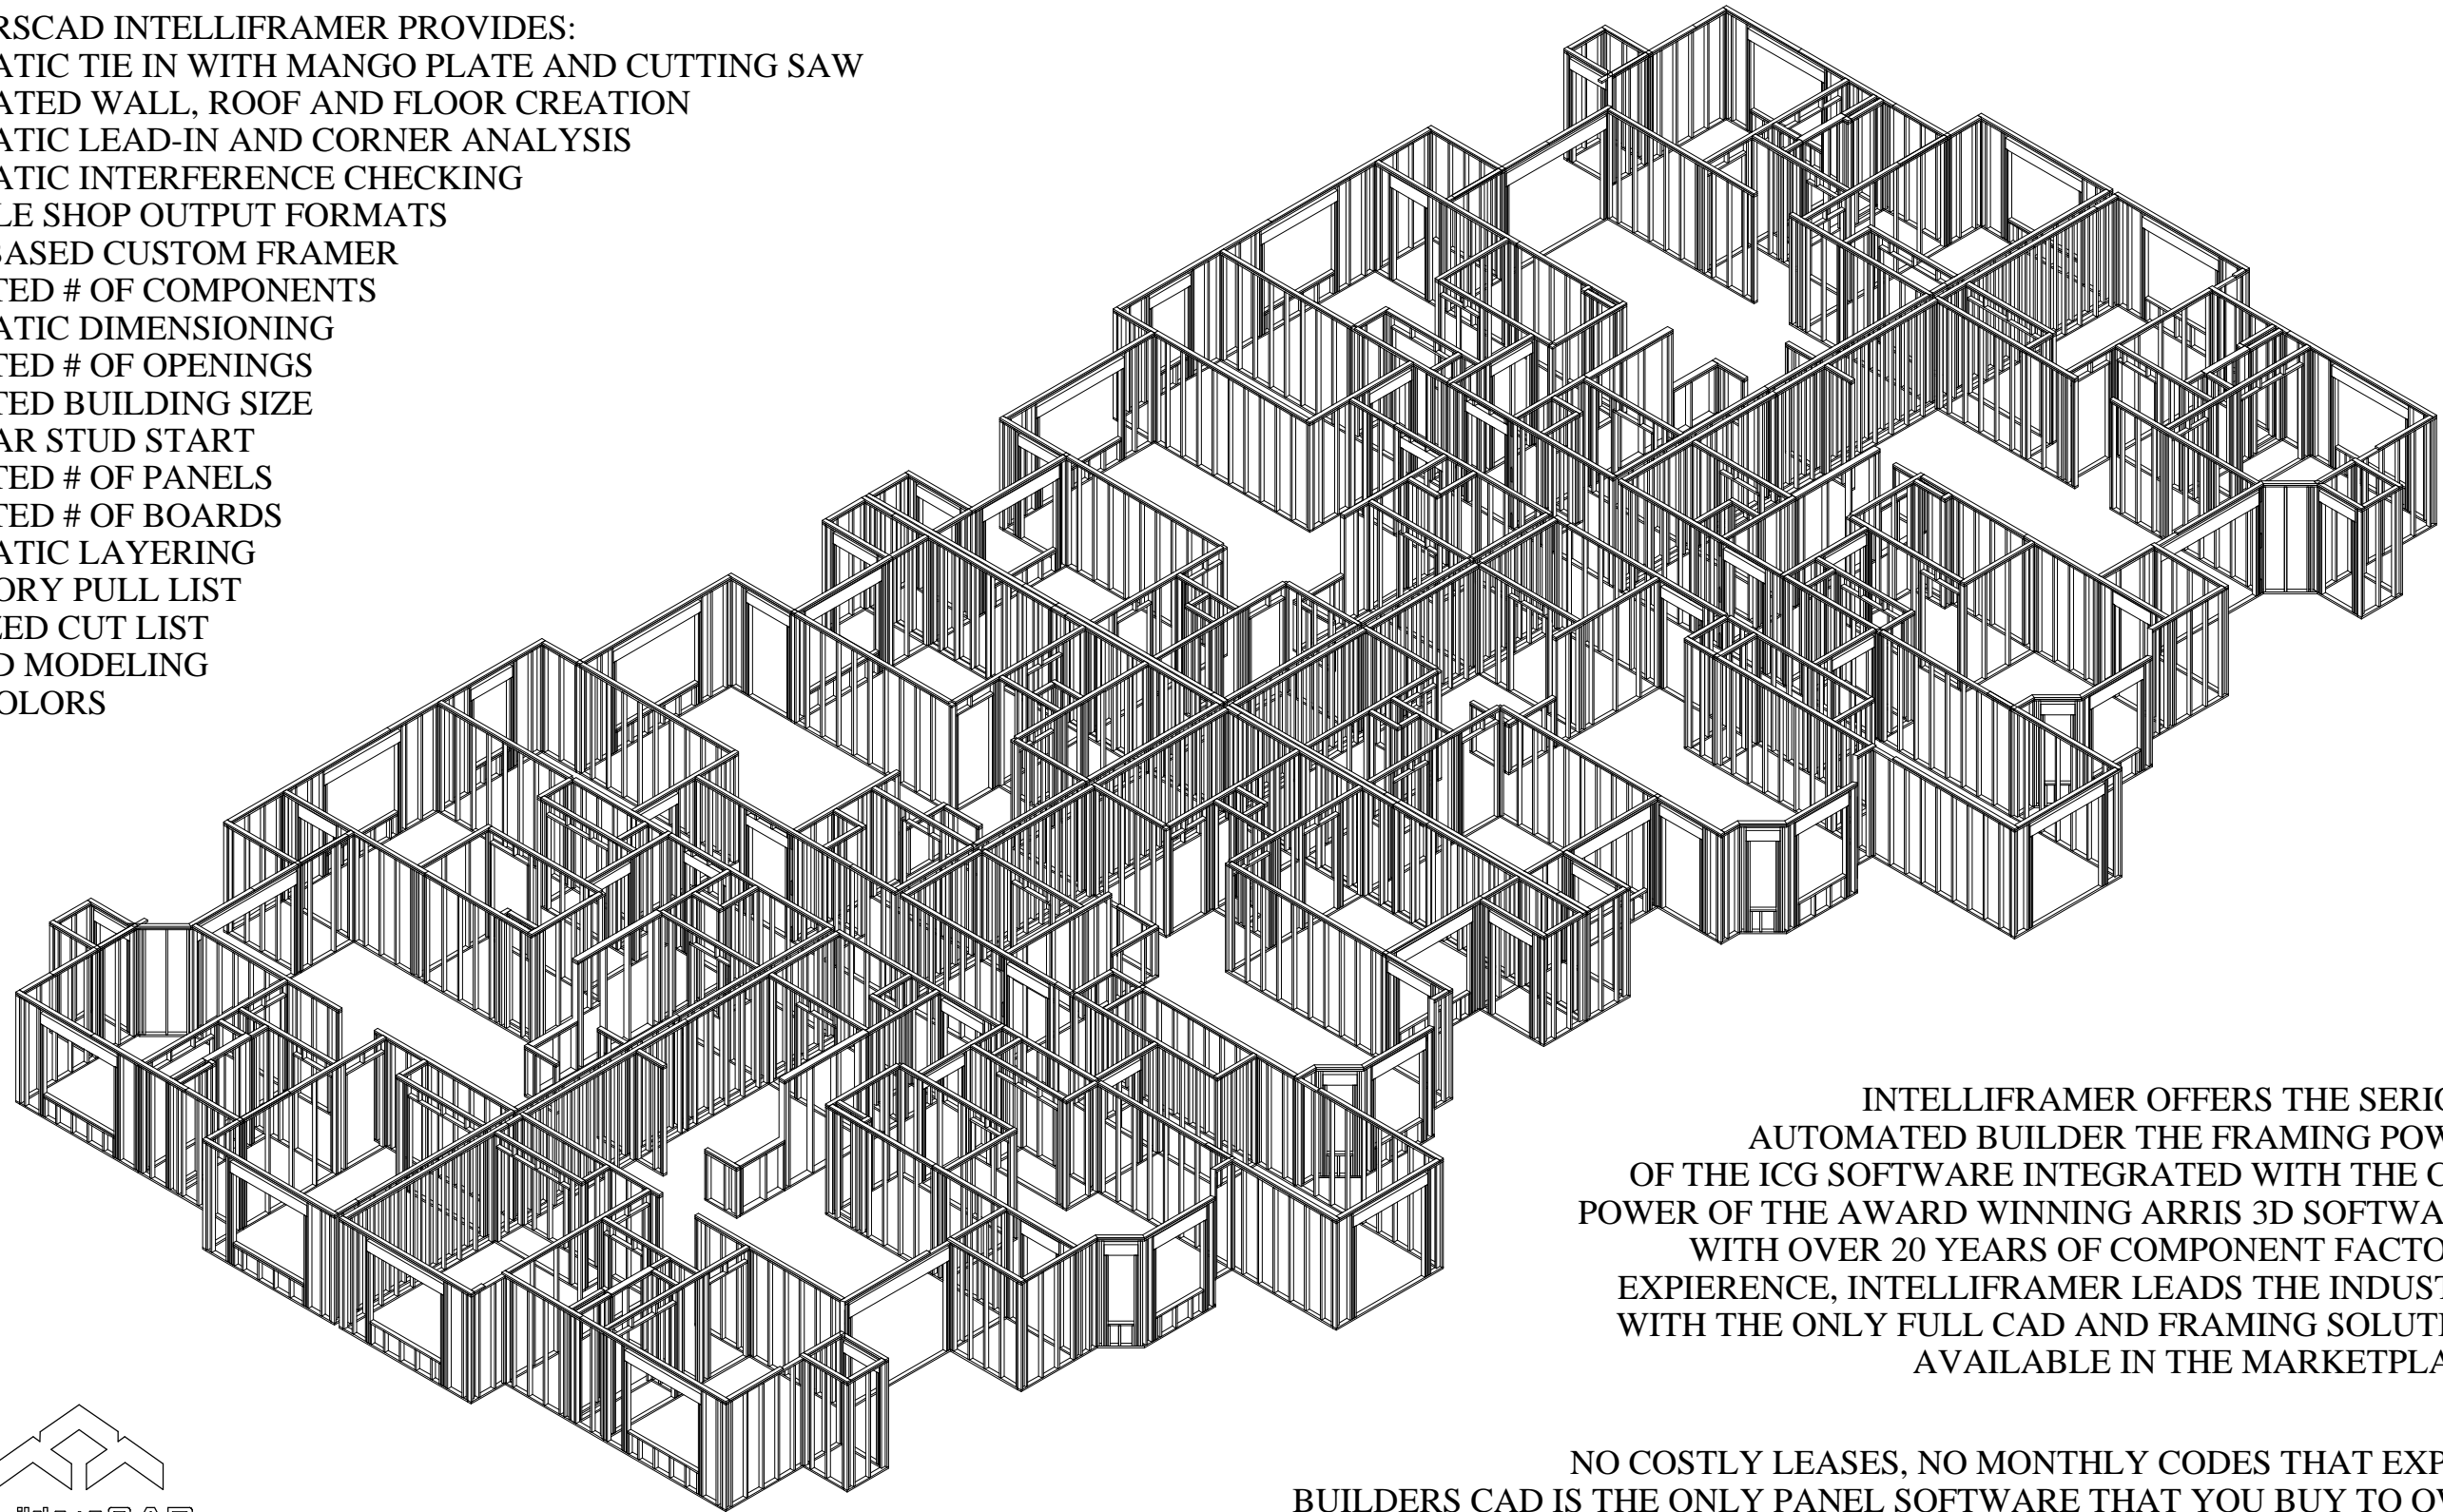 RSCAD INTELLIFRAMER PROVIDES:
ATIC TIE IN WITH MANGO PLATE AND CUTTING SAW
ATED WALL, ROOF AND FLOOR CREATION
ATIC LEAD-IN AND CORNER ANALYSIS
ATIC INTERFERENCE CHECKING
LE SHOP OUTPUT FORMATS
BASED CUSTOM FRAMER
TED # OF COMPONENTS
ATIC DIMENSIONING
TED # OF OPENINGS
TED BUILDING SIZE
AR STUD START
TED # OF PANELS
TED # OF BOARDS
ATIC LAYERING
ORY PULL LIST
ZED CUT LIST
D MODELING
OLORS
INTELLIFRAMER OFFERS THE SERIO
AUTOMATED BUILDER THE FRAMING POW
OF THE ICG SOFTWARE INTEGRATED WITH THE C
POWER OF THE AWARD WINNING ARRIS 3D SOFTWA
WITH OVER 20 YEARS OF COMPONENT FACTO
EXPIERENCE, INTELLIFRAMER LEADS THE INDUST
WITH THE ONLY FULL CAD AND FRAMING SOLUTI
AVAILABLE IN THE MARKETPLA
NO COSTLY LEASES, NO MONTHLY CODES THAT EXP
BUILDERS CAD IS THE ONLY PANEL SOFTWARE THAT YOU BUY TO OW